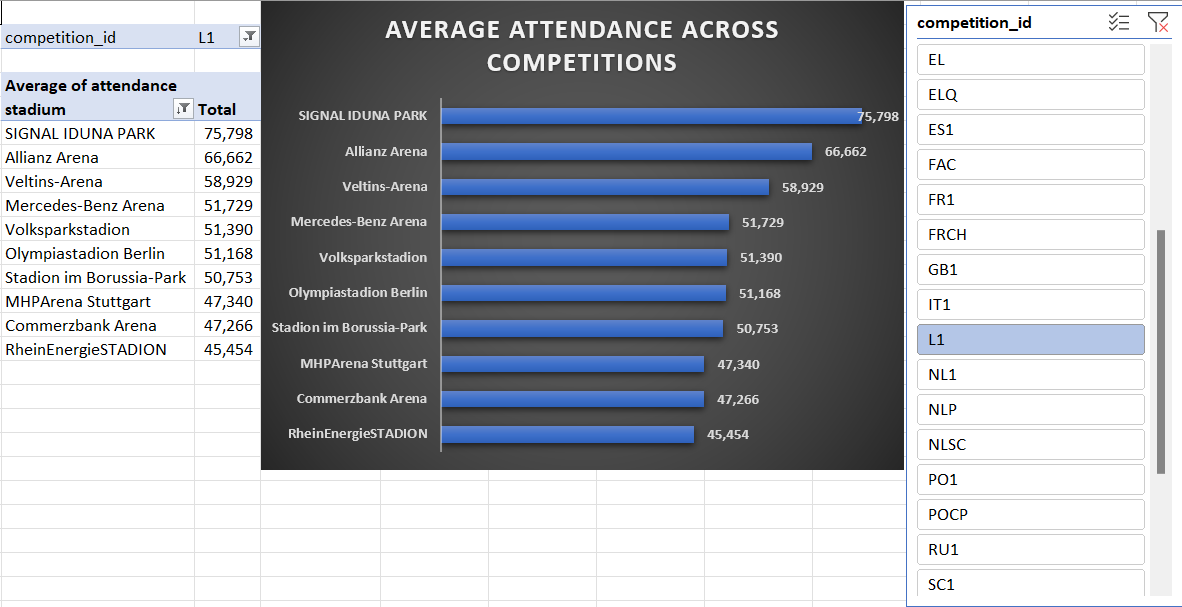 competition_id L1
Average of attendance
stadium Total
SIGNAL IDUNA PARK 75,798
Allianz Arena 66,662
Veltins-Arena 58,929
Mercedes-Benz Arena 51,729
Volksparkstadion 51,390
Olympiastadion Berlin 51,168
Stadion im Borussia-Park 50,753
MHPArena Stuttgart 47,340
Commerzbank Arena 47,266
RheinEnergieSTADION 45,454
AVERAGE ATTENDANCE ACROSS
COMPETITIONS
SIGNAL IDUNA PARK 75,798
Allianz Arena 66,662
Veltins-Arena 58,929
Mercedes-Benz Arena 51,729
Volksparkstadion 51,390
Olympiastadion Berlin 51,168
Stadion im Borussia-Park 50,753
MHPArena Stuttgart 47,340
Commerzbank Arena 47,266
RheinEnergieSTADION 45,454
competition_id
EL
ELQ
ES1
FAC
FR1
FRCH
GB1
IT1
L1
NL1
NLP
NLSC
PO1
POCP
RU1
SC1